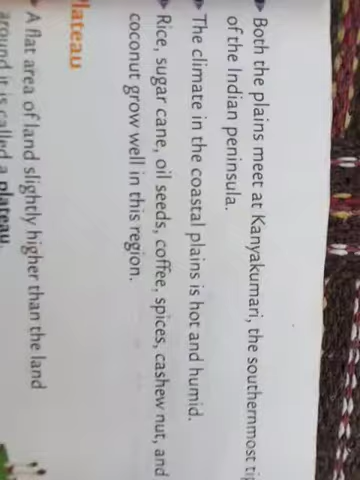 Both the plains meet at Kanyakumari, the southernmost
of the Indian peninsula.
The climate in the coastal plains is hot and humid.
Rice, sugar cane, oil seeds, coffee, spices, cashew nut, and
coconut grow well in this region.
lateau
A flat area of land slightly higher than the land
around it is called a plateau.